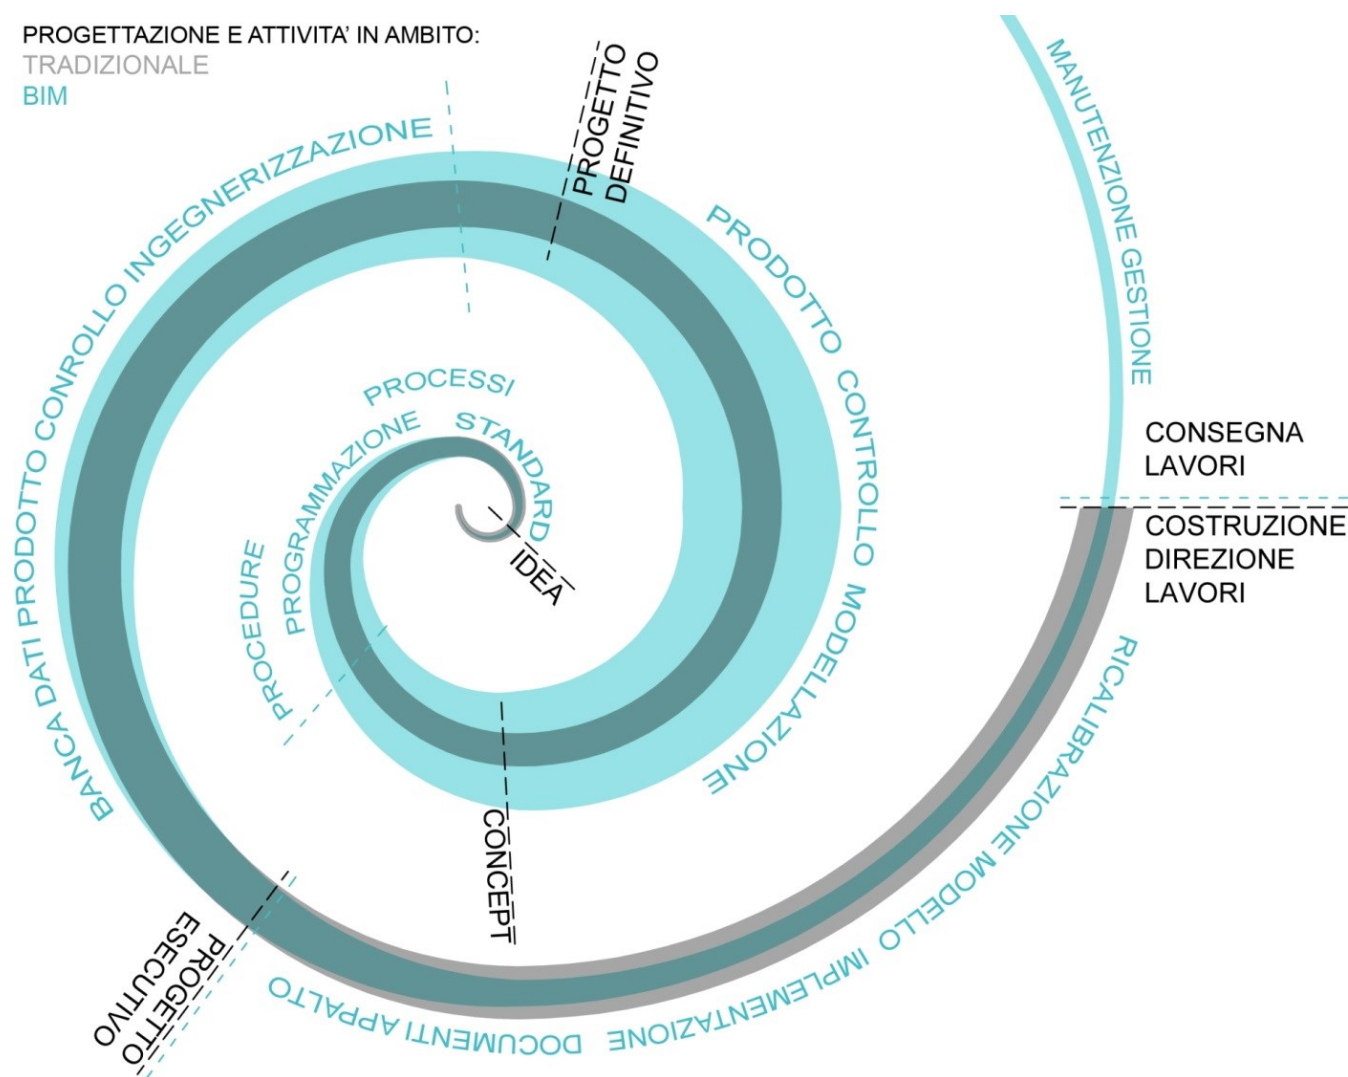 PROGETTAZIONE E ATTIVITA' IN AMBITO:
TRADIZIONALE
BIM
IDEA
STANDARD
PROCESSI
PROGRAMMAZIONE
PROCEDURE
CONCEPT
PRODOTTO CONTROLLO MODELLAZIONE
PROGETTO
DEFINITIVO
BANCA DATI PRODOTTO CONROLLO INGEGNERIZZAZIONE
PROGETTO
ESECUTIVO
DOCUMENTI APPALTO
RICALIBRAZIONE MODELLO IMPLEMENTAZIONE
COSTRUZIONE
DIREZIONE
LAVORI
CONSEGNA
LAVORI
MANUTENZIONE GESTIONE